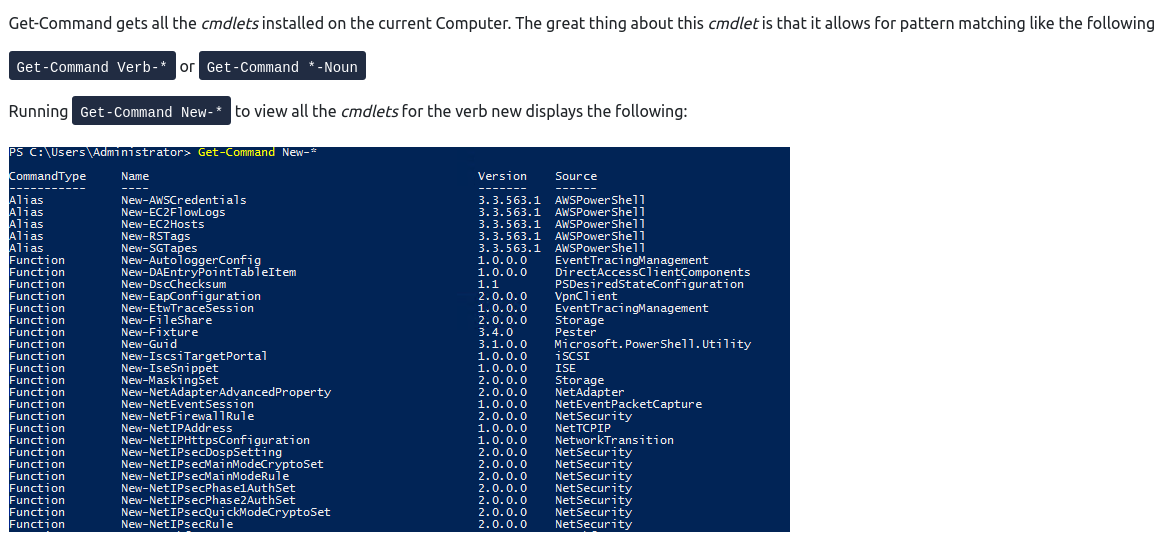 Get-Command gets all the cmdlets installed on the current Computer. The great thing about this cmdlet is that it allows for pattern matching like the following
Get-Command Verb-* or Get-Command *-Noun
Running Get-Command New-* to view all the cmdlets for the verb new displays the following:
PS C:\Users\Administrator> Get-Command New-*
CommandType Name Version Source
----------- ---- ------- ------
Alias New-AWSCredentials 3.3.563.1 AWSPowerShell
Alias New-EC2FlowLogs 3.3.563.1 AWSPowerShell
Alias New-EC2Hosts 3.3.563.1 AWSPowerShell
Alias New-RSTags 3.3.563.1 AWSPowerShell
Alias New-SGTapes 3.3.563.1 AWSPowerShell
Function New-AutologgerConfig 1.0.0.0 EventTracingManagement
Function New-DAEntryPointTableItem 1.0.0.0 DirectAccessClientComponents
Function New-DscChecksum 1.1 PSDesiredStateConfiguration
Function New-EapConfiguration 2.0.0.0 VpnClient
Function New-EtwTraceSession 1.0.0.0 EventTracingManagement
Function New-FileShare 2.0.0.0 Storage
Function New-Fixture 3.4.0 Pester
Function New-Guid 3.1.0.0 Microsoft.PowerShell.Utility
Function New-IscsiTargetPortal 1.0.0.0 iSCSI
Function New-IseSnippet 1.0.0.0 ISE
Function New-MaskingSet 2.0.0.0 Storage
Function New-NetAdapterAdvancedProperty 2.0.0.0 NetAdapter
Function New-NetEventSession 1.0.0.0 NetEventPacketCapture
Function New-NetFirewallRule 2.0.0.0 NetSecurity
Function New-NetIPAddress 1.0.0.0 NetTCPIP
Function New-NetIPHttpsConfiguration 1.0.0.0 NetworkTransition
Function New-NetIPsecDospSetting 2.0.0.0 NetSecurity
Function New-NetIPsecMainModeCryptoSet 2.0.0.0 NetSecurity
Function New-NetIPsecMainModeRule 2.0.0.0 NetSecurity
Function New-NetIPsecPhase1AuthSet 2.0.0.0 NetSecurity
Function New-NetIPsecPhase2AuthSet 2.0.0.0 NetSecurity
Function New-NetIPsecQuickModeCryptoSet 2.0.0.0 NetSecurity
Function New-NetIPsecRule 2.0.0.0 NetSecurity